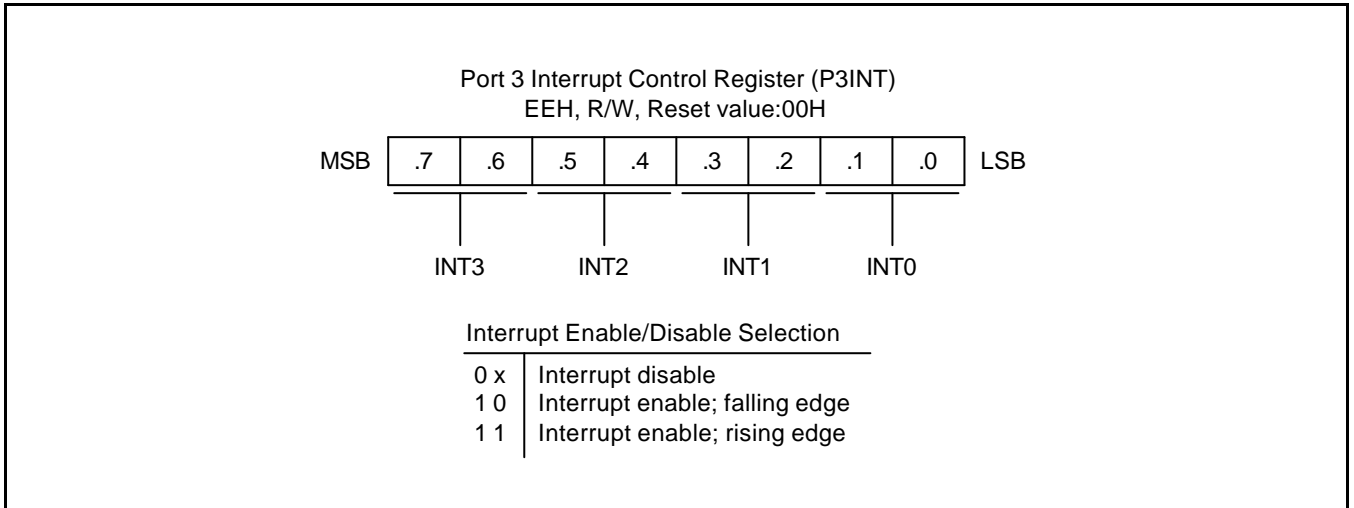 Port 3 Interrupt Control Register (P3INT)
EEH, R/W, Reset value:00H
MSB .7 .6 .5 .4 .3 .2 .1 .0 LSB
INT3 INT2 INT1 INT0
Interrupt Enable/Disable Selection
0 x Interrupt disable
1 0 Interrupt enable; falling edge
1 1 Interrupt enable; rising edge